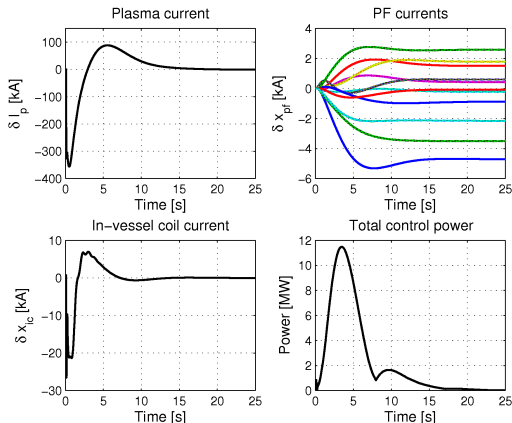 Plasma current
PF currents
δ I_p [kA]
100
0
−100
−200
−300
−400
0 5 10 15 20 25
Time [s]
δ x_pf [kA]
4
2
0
−2
−4
−6
0 5 10 15 20 25
Time [s]
In−vessel coil current
Total control power
δ x_ic [kA]
10
0
−10
−20
−30
0 5 10 15 20 25
Time [s]
Power [MW]
12
10
8
6
4
2
0
0 5 10 15 20 25
Time [s]